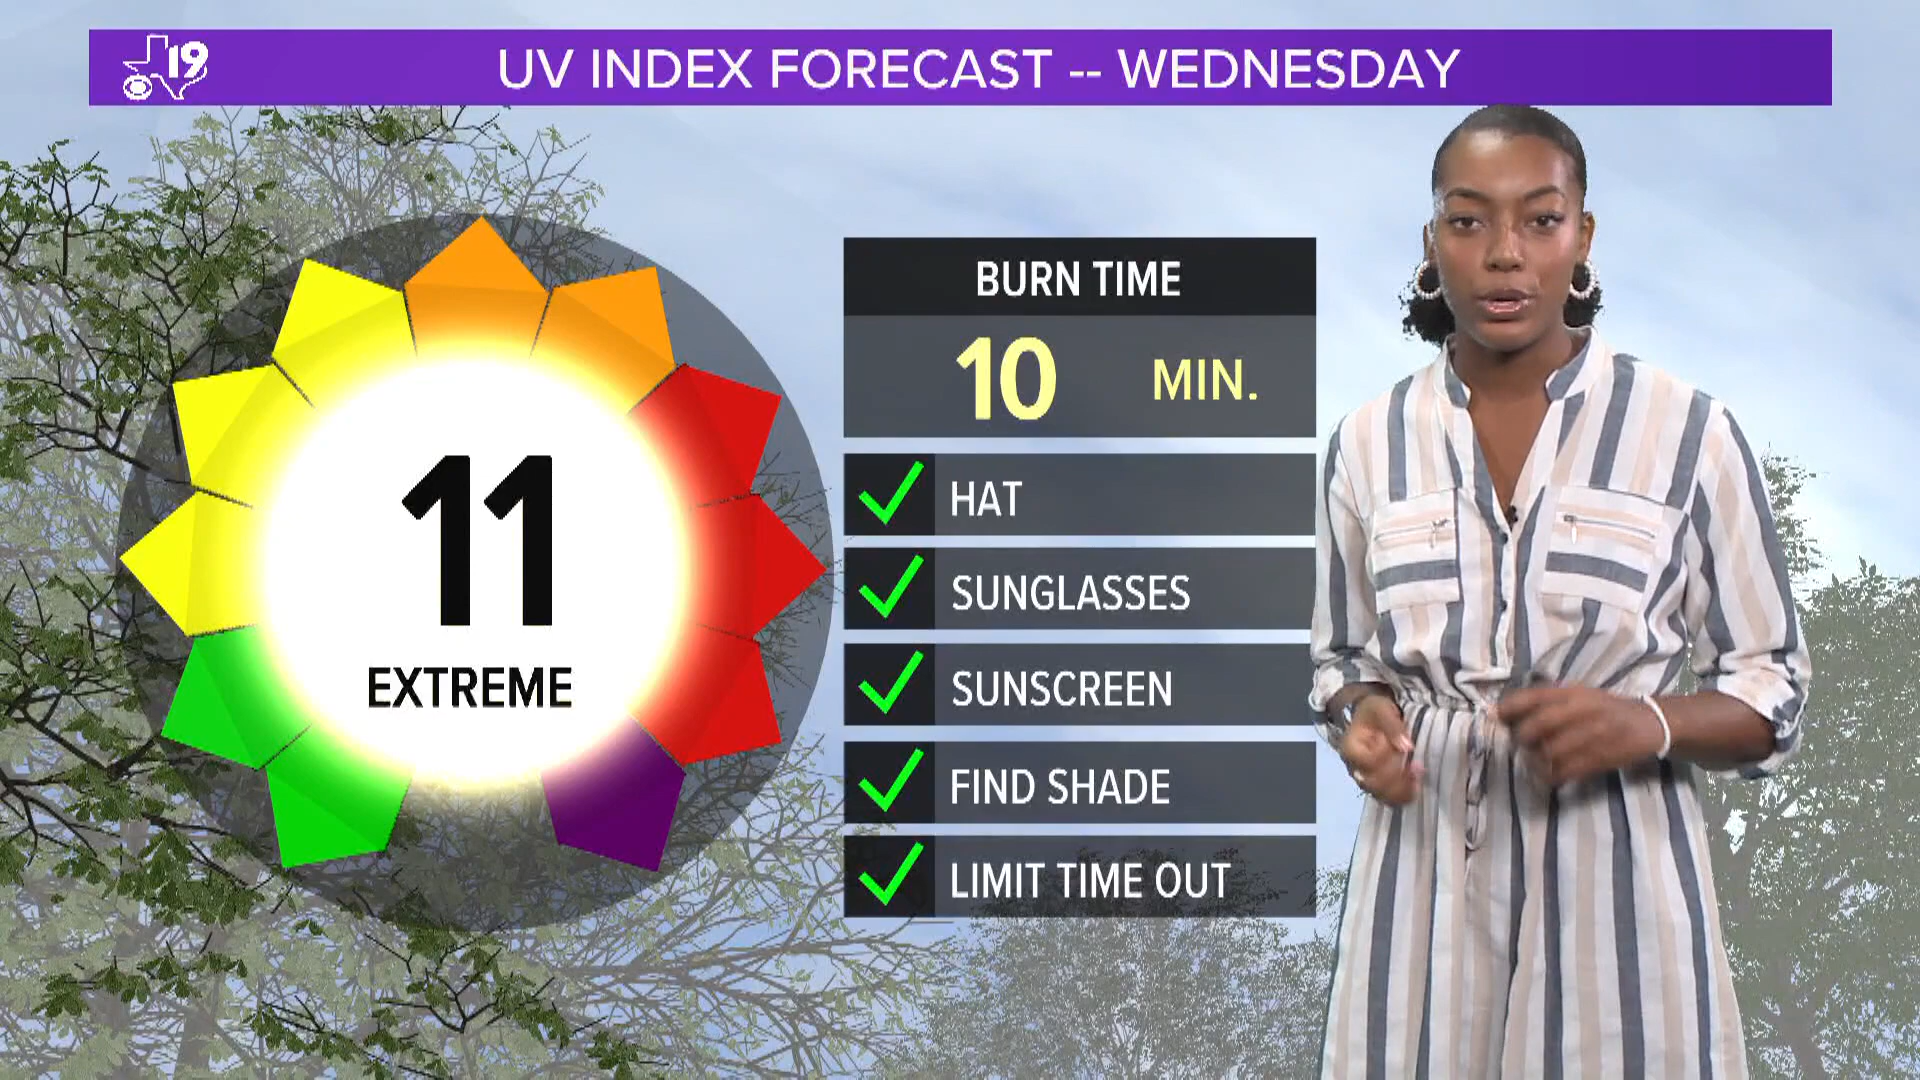 19
UV INDEX FORECAST -- WEDNESDAY
BURN TIME
10 MIN.
11
EXTREME
HAT
SUNGLASSES
SUNSCREEN
FIND SHADE
LIMIT TIME OUT